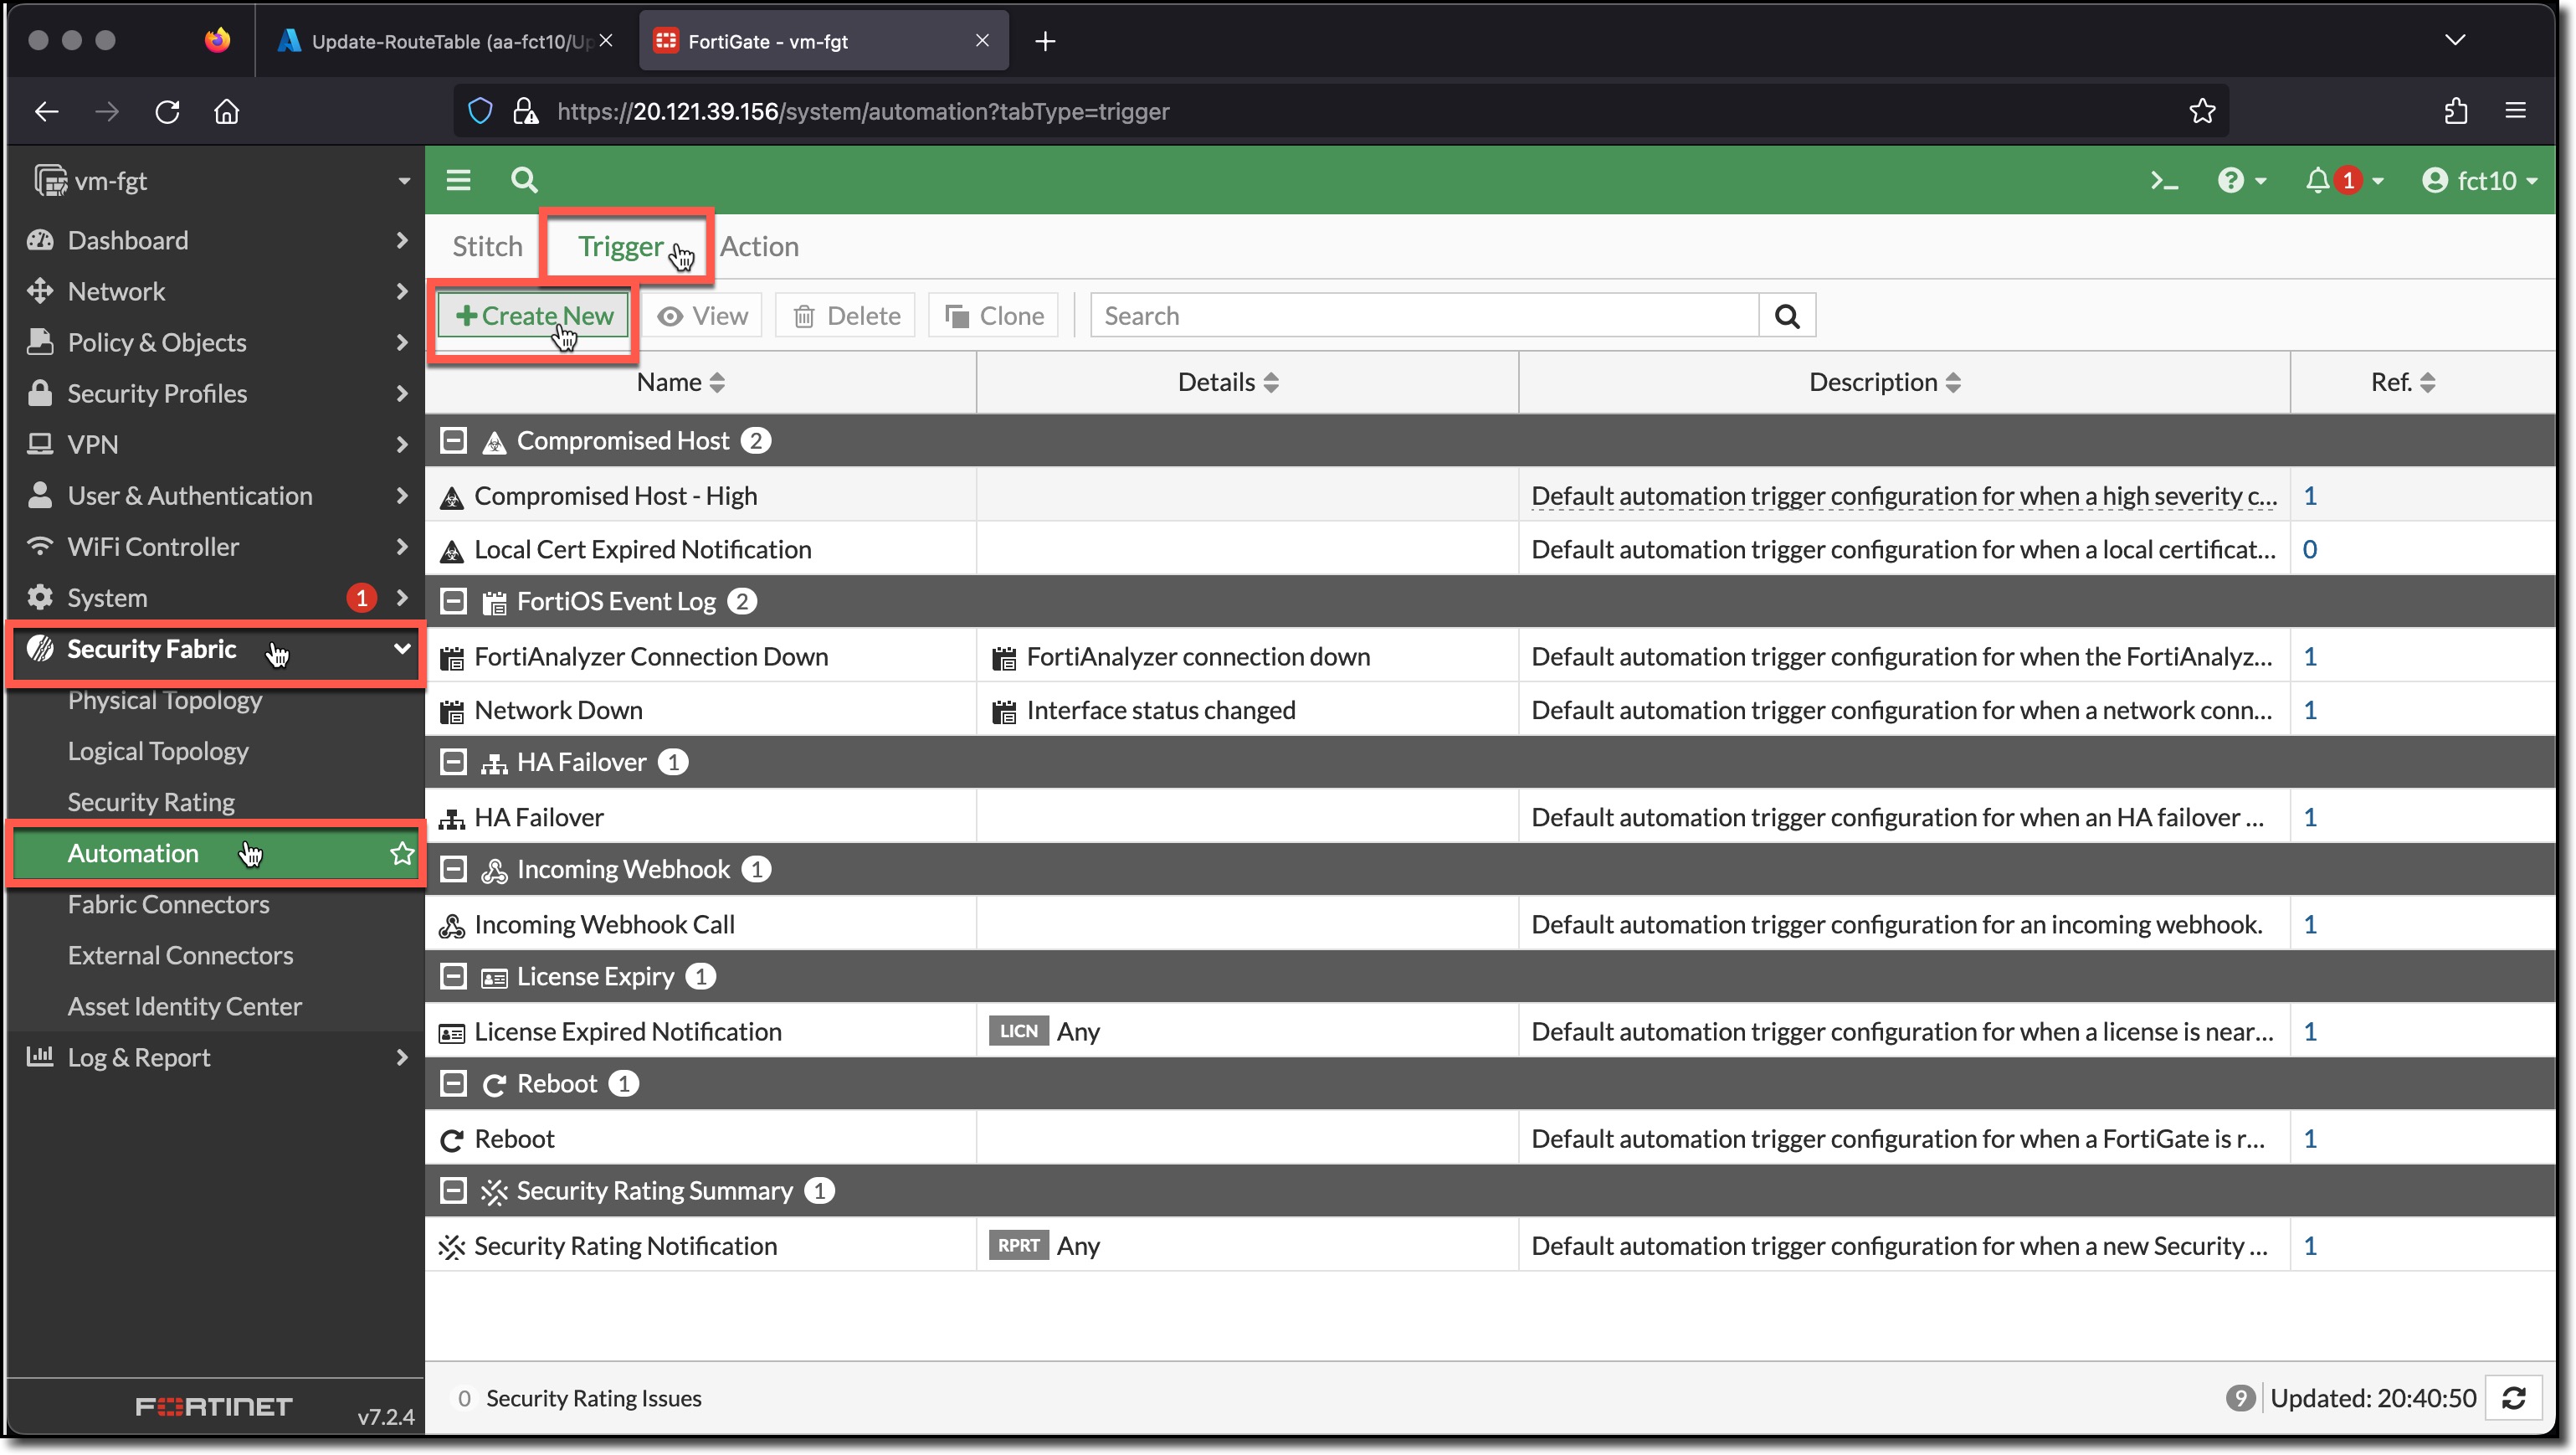 Update-RouteTable (aa-fct10/Up
FortiGate - vm-fgt
https://20.121.39.156/system/automation?tabType=trigger
vm-fgt
1
fct10
Dashboard
Network
Policy & Objects
Security Profiles
VPN
User & Authentication
WiFi Controller
System 1
Security Fabric
Physical Topology
Logical Topology
Security Rating
Automation
Fabric Connectors
External Connectors
Asset Identity Center
Log & Report
FORTINET v7.2.4
Stitch Trigger Action
Create New View Delete Clone Search
Name Details Description Ref.
Compromised Host 2
Compromised Host - High Default automation trigger configuration for when a high severity c... 1
Local Cert Expired Notification Default automation trigger configuration for when a local certificat... 0
FortiOS Event Log 2
FortiAnalyzer Connection Down FortiAnalyzer connection down Default automation trigger configuration for when the FortiAnalyz... 1
Network Down Interface status changed Default automation trigger configuration for when a network conn... 1
HA Failover 1
HA Failover Default automation trigger configuration for when an HA failover ... 1
Incoming Webhook 1
Incoming Webhook Call Default automation trigger configuration for an incoming webhook. 1
License Expiry 1
License Expired Notification LICN Any Default automation trigger configuration for when a license is near... 1
Reboot 1
Reboot Default automation trigger configuration for when a FortiGate is r... 1
Security Rating Summary 1
Security Rating Notification RPRT Any Default automation trigger configuration for when a new Security ... 1
0 Security Rating Issues
9 Updated: 20:40:50